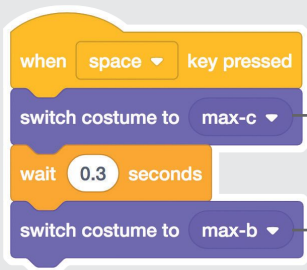 when space key pressed
switch costume to max-c
wait 0.3 seconds
switch costume to max-b